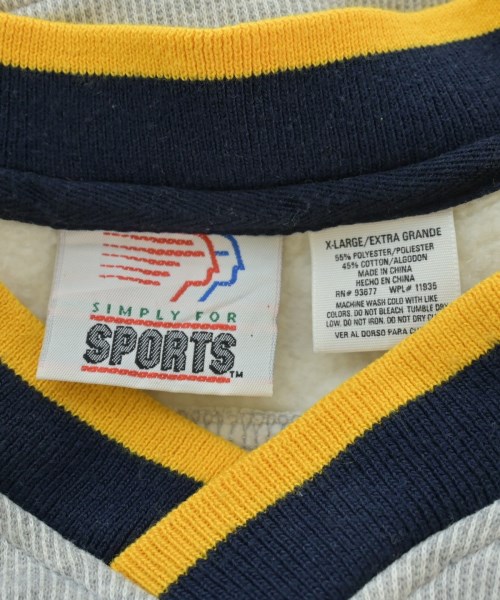 SIMPLY FOR
SPORTS™
X-LARGE/EXTRA GRANDE
55% POLYESTER/POLIESTER
45% COTTON/ALGODON
MADE IN CHINA
HECHO EN CHINA
RN# 93677 WPL# 11935
MACHINE WASH COLD WITH LIKE
COLORS. DO NOT BLEACH. TUMBLE DRY
LOW. DO NOT IRON. DO NOT DRY
VER AL DORSO PARA